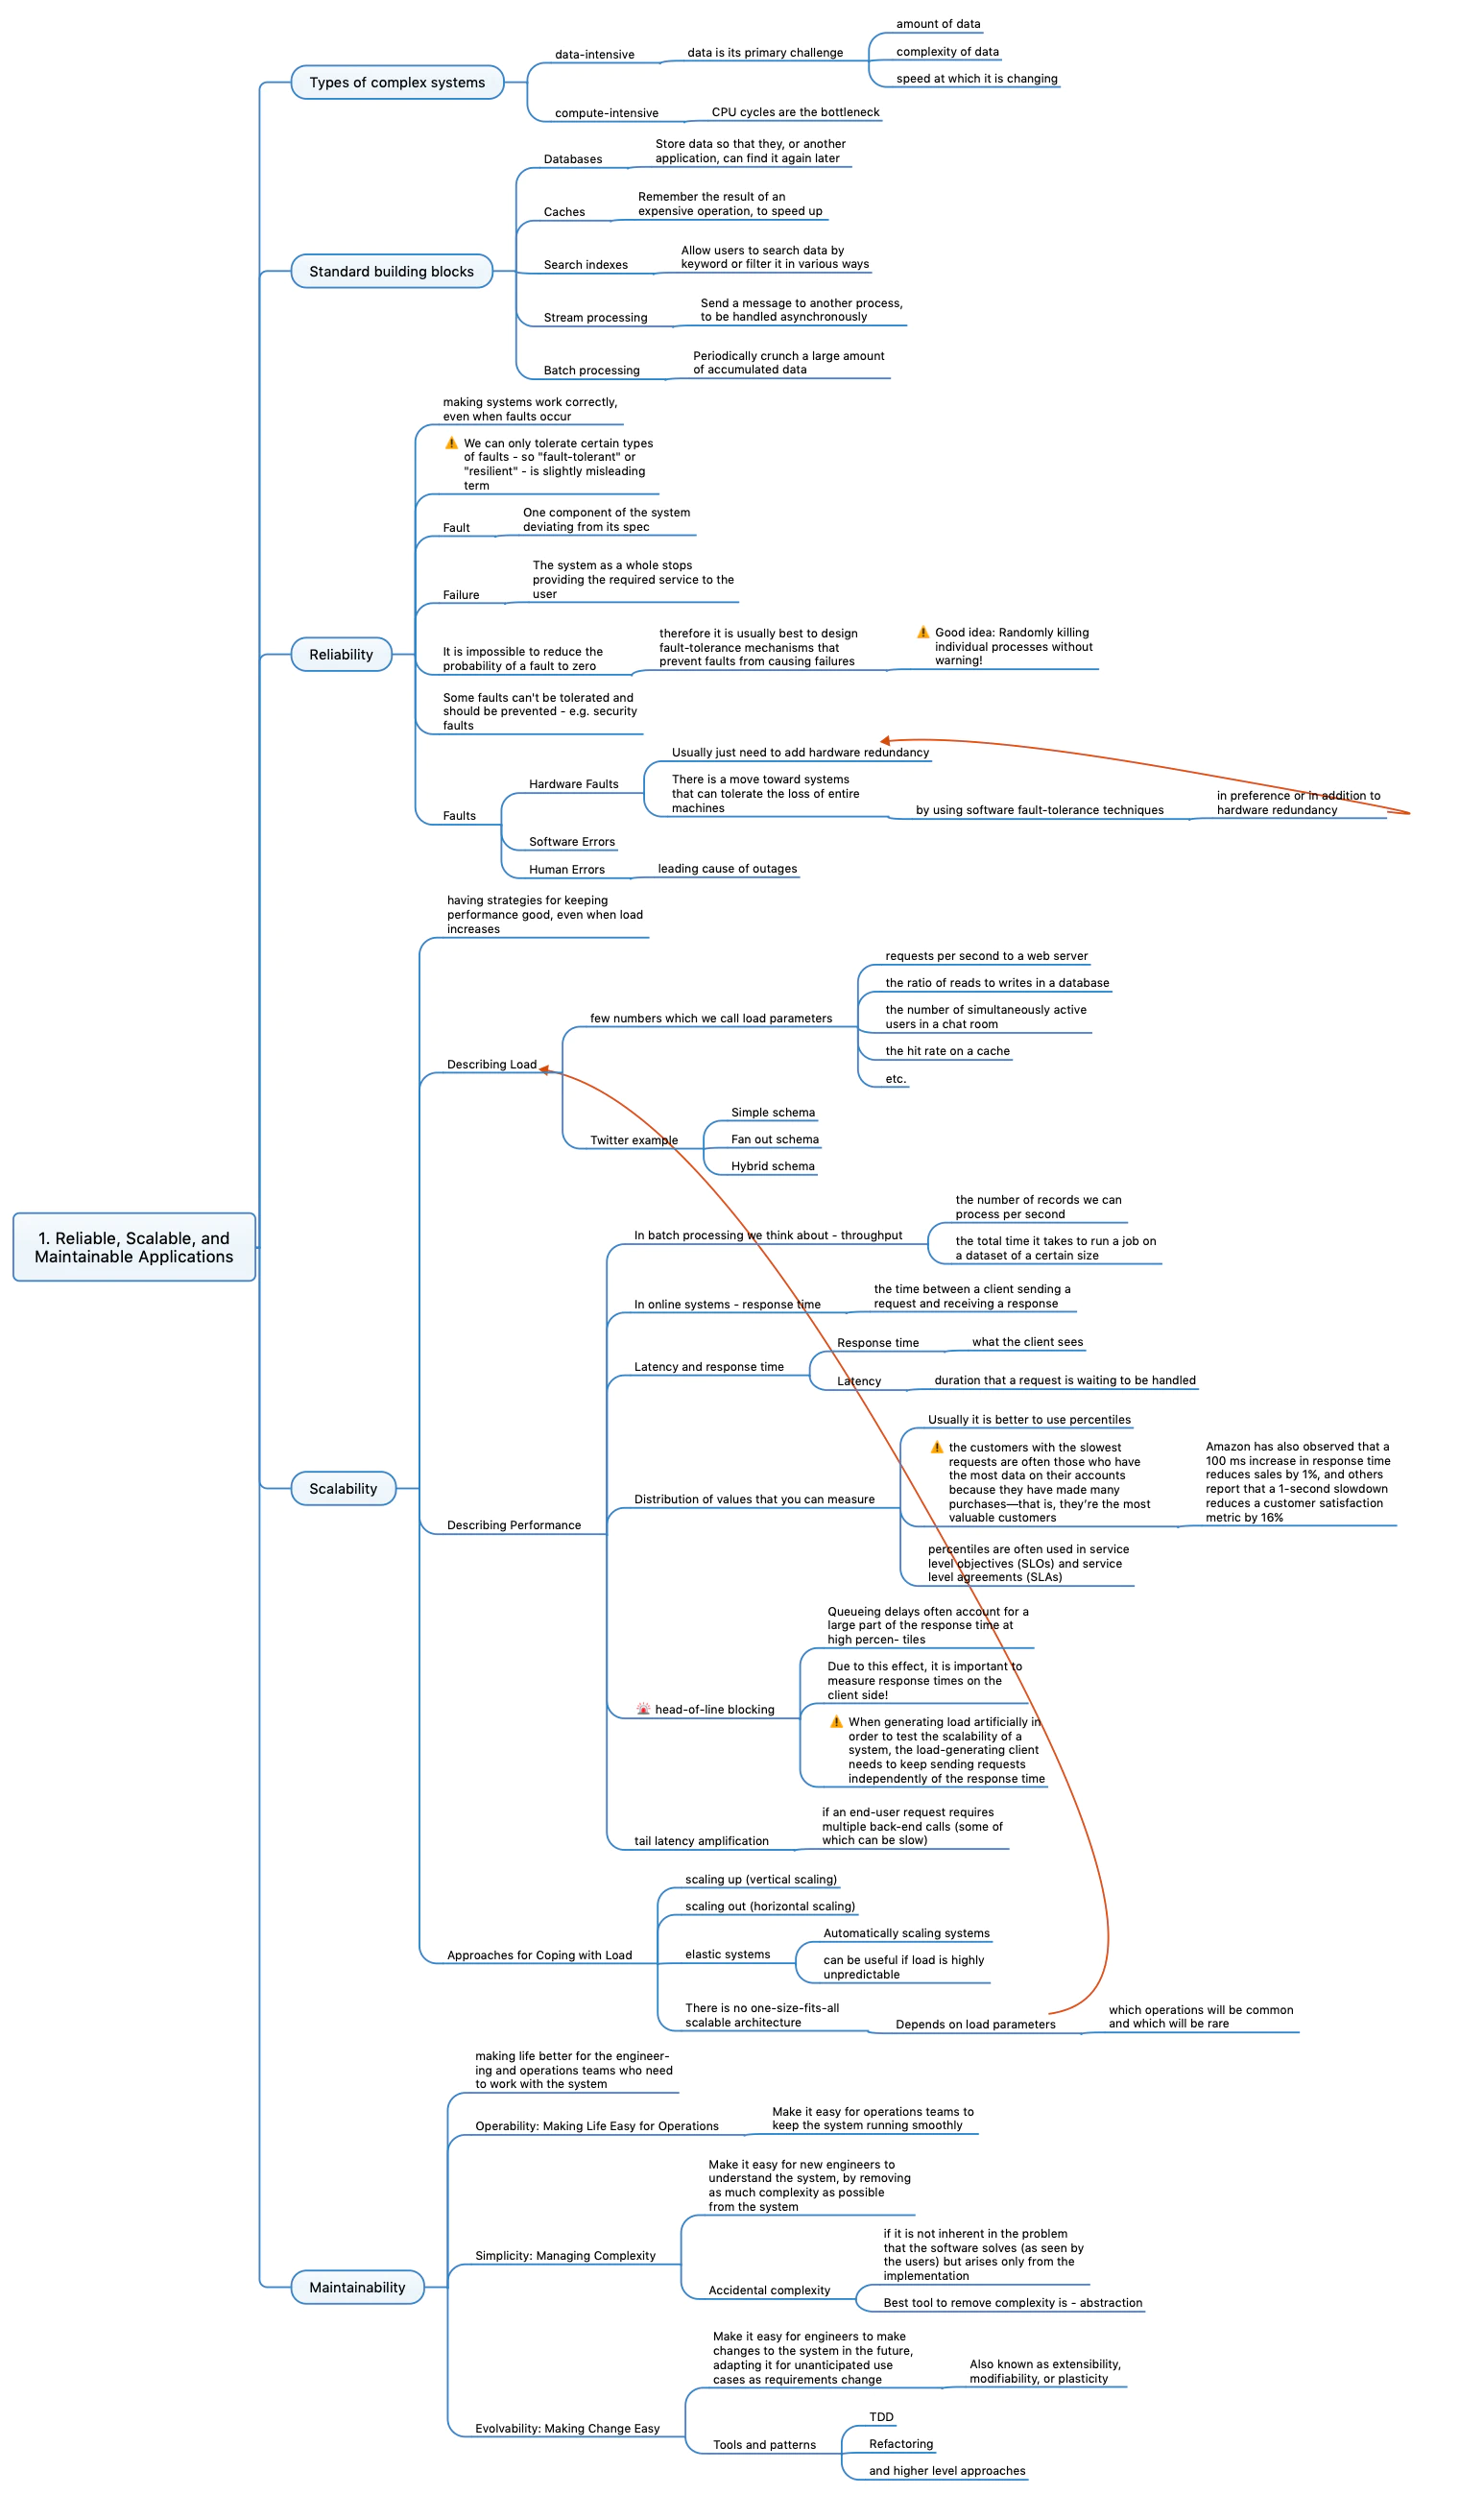 1. Reliable, Scalable, and
Maintainable Applications
Types of complex systems
data-intensive
data is its primary challenge
amount of data
complexity of data
speed at which it is changing
compute-intensive
CPU cycles are the bottleneck
Standard building blocks
Databases
Store data so that they, or another
application, can find it again later
Caches
Remember the result of an
expensive operation, to speed up
Search indexes
Allow users to search data by
keyword or filter it in various ways
Stream processing
Send a message to another process,
to be handled asynchronously
Batch processing
Periodically crunch a large amount
of accumulated data
Reliability
making systems work correctly,
even when faults occur
We can only tolerate certain types
of faults - so "fault-tolerant" or
"resilient" - is slightly misleading
term
Fault
One component of the system
deviating from its spec
Failure
The system as a whole stops
providing the required service to the
user
It is impossible to reduce the
probability of a fault to zero
therefore it is usually best to design
fault-tolerance mechanisms that
prevent faults from causing failures
Good idea: Randomly killing
individual processes without
warning!
Some faults can't be tolerated and
should be prevented - e.g. security
faults
Faults
Hardware Faults
Usually just need to add hardware redundancy
There is a move toward systems
that can tolerate the loss of entire
machines
by using software fault-tolerance techniques
in preference or in addition to
hardware redundancy
Software Errors
Human Errors
leading cause of outages
Scalability
having strategies for keeping
performance good, even when load
increases
Describing Load
few numbers which we call load parameters
requests per second to a web server
the ratio of reads to writes in a database
the number of simultaneously active
users in a chat room
the hit rate on a cache
etc.
Twitter example
Simple schema
Fan out schema
Hybrid schema
Describing Performance
In batch processing we think about - throughput
the number of records we can
process per second
the total time it takes to run a job on
a dataset of a certain size
In online systems - response time
the time between a client sending a
request and receiving a response
Latency and response time
Response time
what the client sees
Latency
duration that a request is waiting to be handled
Distribution of values that you can measure
Usually it is better to use percentiles
the customers with the slowest
requests are often those who have
the most data on their accounts
because they have made many
purchases—that is, they're the most
valuable customers
Amazon has also observed that a
100 ms increase in response time
reduces sales by 1%, and others
report that a 1-second slowdown
reduces a customer satisfaction
metric by 16%
percentiles are often used in service
level objectives (SLOs) and service
level agreements (SLAs)
head-of-line blocking
Queueing delays often account for a
large part of the response time at
high percen- tiles
Due to this effect, it is important to
measure response times on the
client side!
When generating load artificially in
order to test the scalability of a
system, the load-generating client
needs to keep sending requests
independently of the response time
tail latency amplification
if an end-user request requires
multiple back-end calls (some of
which can be slow)
Approaches for Coping with Load
scaling up (vertical scaling)
scaling out (horizontal scaling)
elastic systems
Automatically scaling systems
can be useful if load is highly
unpredictable
There is no one-size-fits-all
scalable architecture
Depends on load parameters
which operations will be common
and which will be rare
Maintainability
making life better for the engineer-
ing and operations teams who need
to work with the system
Operability: Making Life Easy for Operations
Make it easy for operations teams to
keep the system running smoothly
Simplicity: Managing Complexity
Make it easy for new engineers to
understand the system, by removing
as much complexity as possible
from the system
Accidental complexity
if it is not inherent in the problem
that the software solves (as seen by
the users) but arises only from the
implementation
Best tool to remove complexity is - abstraction
Evolvability: Making Change Easy
Make it easy for engineers to make
changes to the system in the future,
adapting it for unanticipated use
cases as requirements change
Also known as extensibility,
modifiability, or plasticity
Tools and patterns
TDD
Refactoring
and higher level approaches